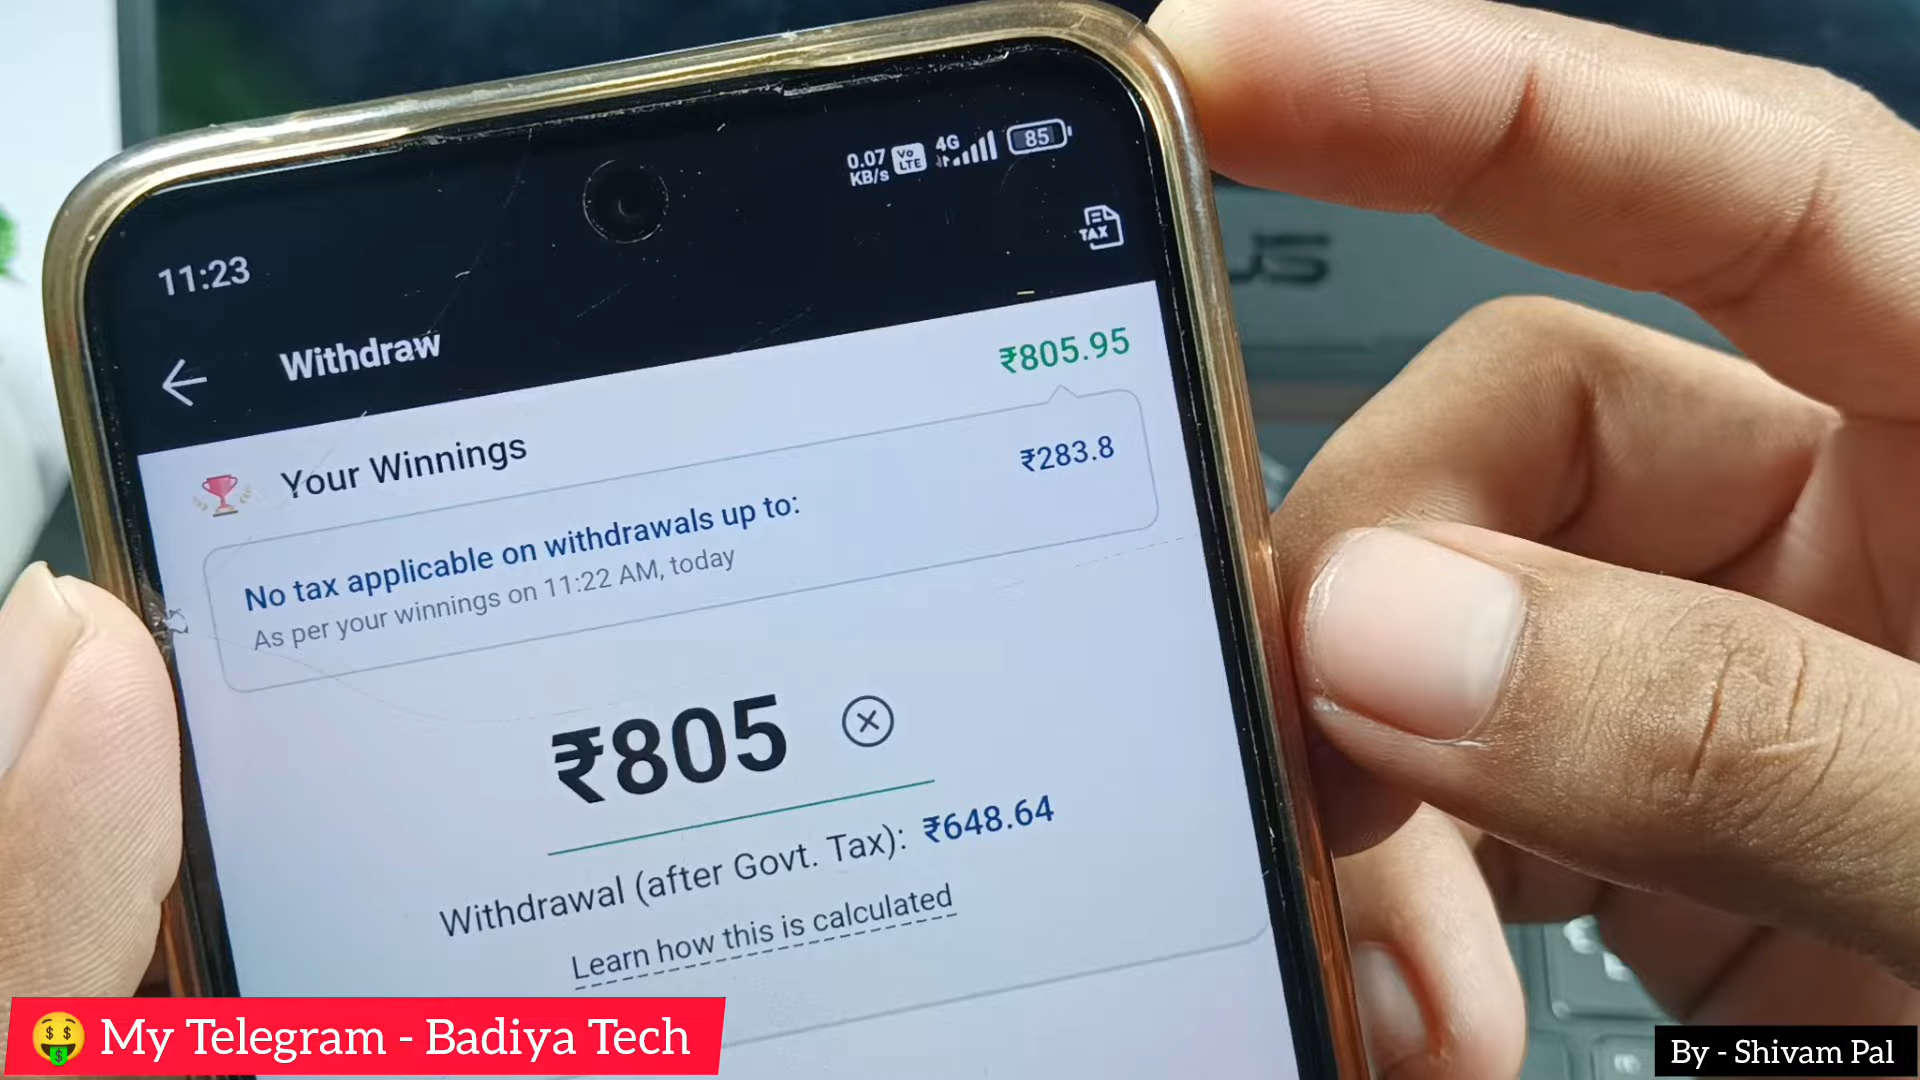 11:23
0.07
KB/s
Vo
LTE
4G
85
TAX
Withdraw
Your Winnings
₹805.95
No tax applicable on withdrawals up to:
₹283.8
As per your winnings on 11:22 AM, today
₹805
Withdrawal (after Govt. Tax): ₹648.64
Learn how this is calculated
My Telegram - Badiya Tech
By - Shivam Pal